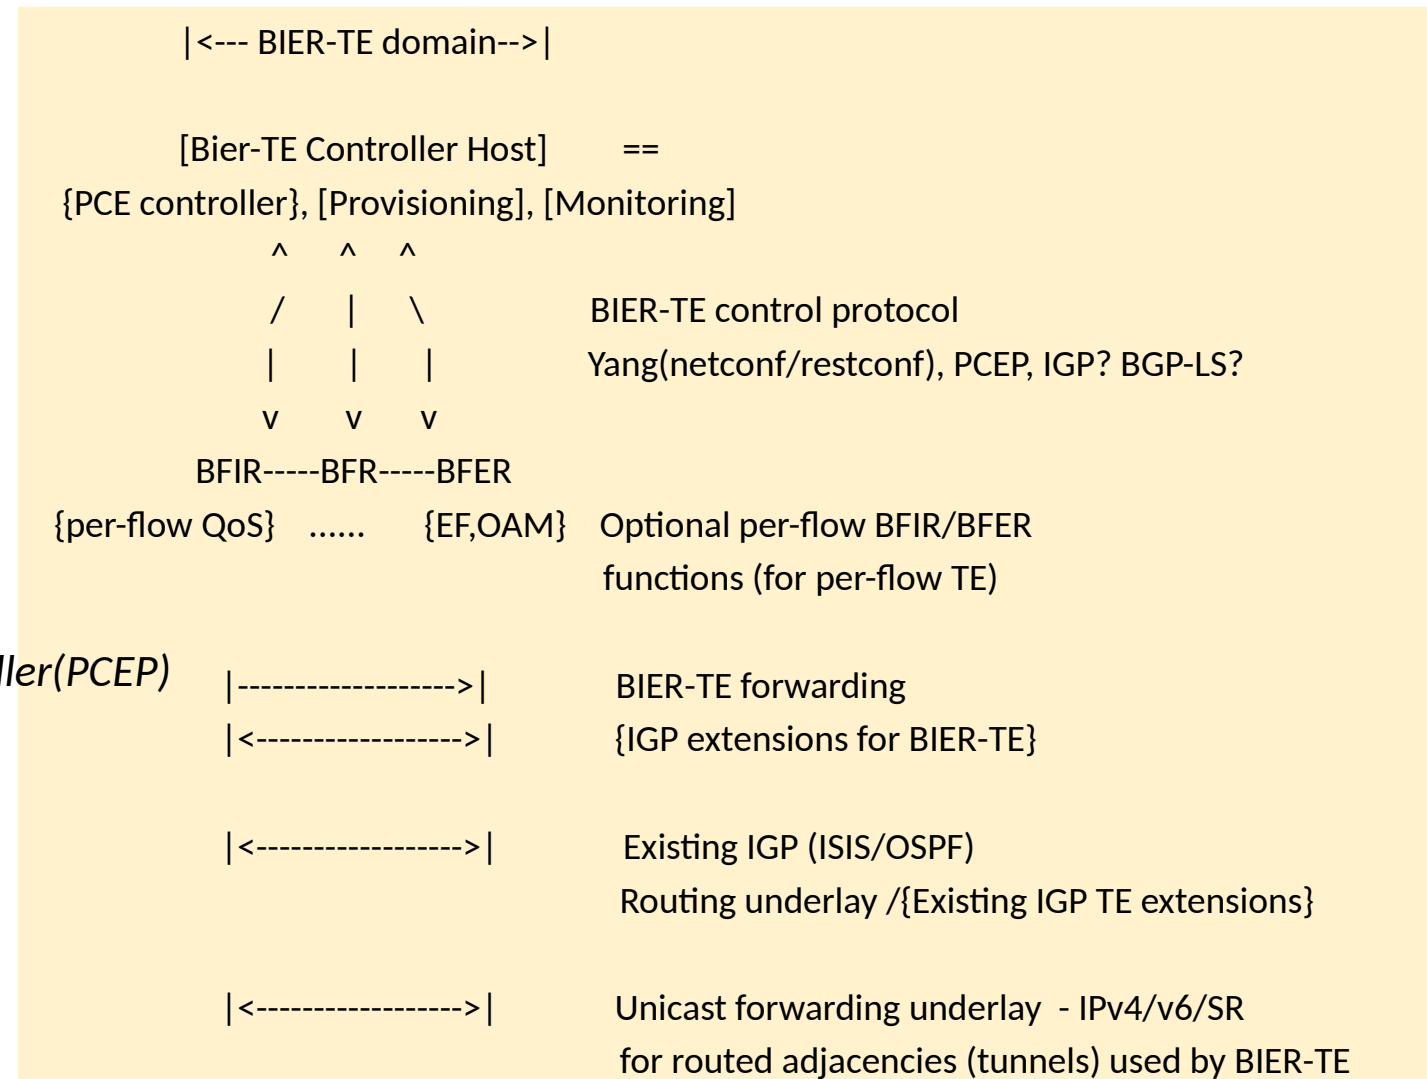 |<--- BIER-TE domain-->|
[Bier-TE Controller Host] ==
{PCE controller}, [Provisioning], [Monitoring]
^ ^ ^
/ | \ BIER-TE control protocol
| | | Yang(netconf/restconf), PCEP, IGP? BGP-LS?
v v v
BFIR-----BFR-----BFER
{per-flow QoS} ...... {EF,OAM} Optional per-flow BFIR/BFER
functions (for per-flow TE)
ller(PCEP)
|------------------->| BIER-TE forwarding
|<------------------>| {IGP extensions for BIER-TE}
|<------------------>| Existing IGP (ISIS/OSPF)
Routing underlay /{Existing IGP TE extensions}
|<------------------>| Unicast forwarding underlay - IPv4/v6/SR
for routed adjacencies (tunnels) used by BIER-TE